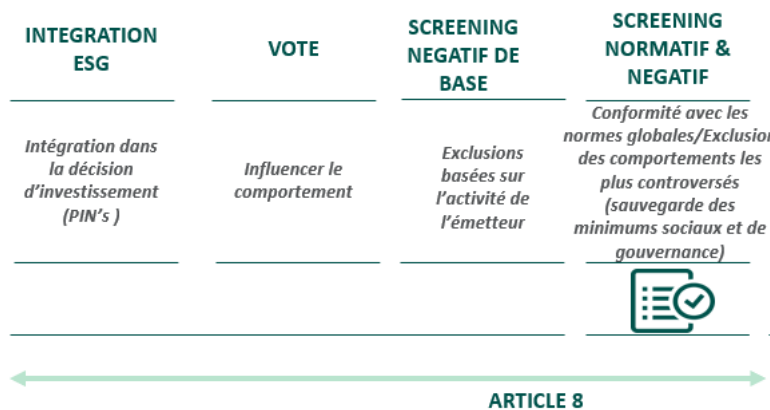 INTEGRATION
ESG
VOTE
SCREENING
NEGATIF DE
BASE
SCREENING
NORMATIF &
NEGATIF
Intégration dans
la décision
d'investissement
(PIN's )
Influencer le
comportement
Exclusions
basées sur
l'activité de
l'émetteur
Conformité avec les
normes globales/Exclusion
des comportements les
plus controversés
(sauvegarde des
minimums sociaux et de
gouvernance)
ARTICLE 8